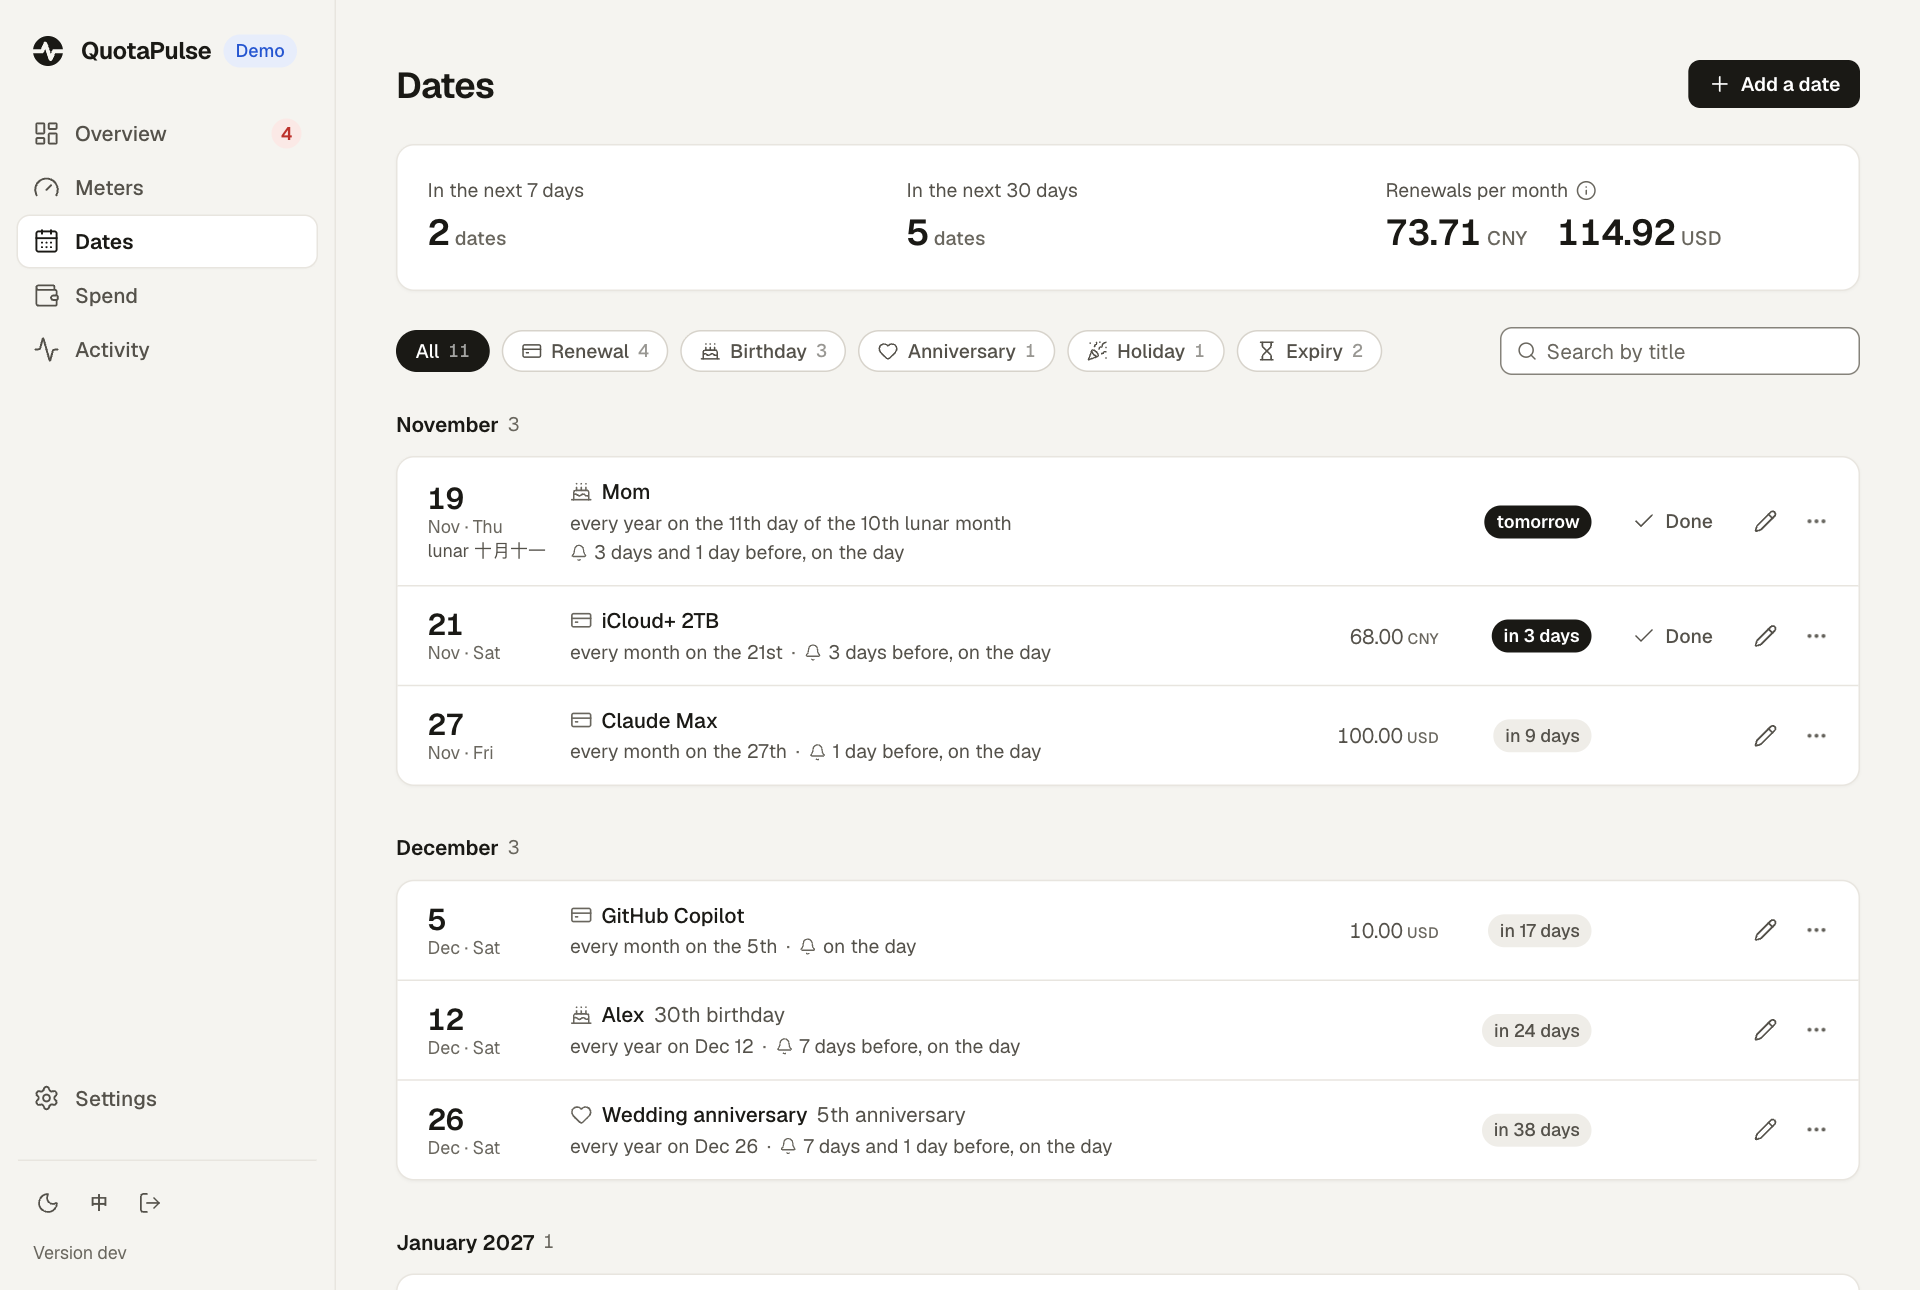 QuotaPulse Demo
Overview 4
Meters
Dates
Spend
Activity
Settings
中
Version dev
Dates
Add a date
In the next 7 days
2 dates
In the next 30 days
5 dates
Renewals per month
73.71 CNY 114.92 USD
All 11
Renewal 4
Birthday 3
Anniversary 1
Holiday 1
Expiry 2
Search by title
November 3
19
Nov · Thu
lunar 十月十一
Mom
every year on the 11th day of the 10th lunar month
3 days and 1 day before, on the day
tomorrow
Done
21
Nov · Sat
iCloud+ 2TB
every month on the 21st · 3 days before, on the day
68.00 CNY
in 3 days
Done
27
Nov · Fri
Claude Max
every month on the 27th · 1 day before, on the day
100.00 USD
in 9 days
December 3
5
Dec · Sat
GitHub Copilot
every month on the 5th · on the day
10.00 USD
in 17 days
12
Dec · Sat
Alex 30th birthday
every year on Dec 12 · 7 days before, on the day
in 24 days
26
Dec · Sat
Wedding anniversary 5th anniversary
every year on Dec 26 · 7 days and 1 day before, on the day
in 38 days
January 2027 1